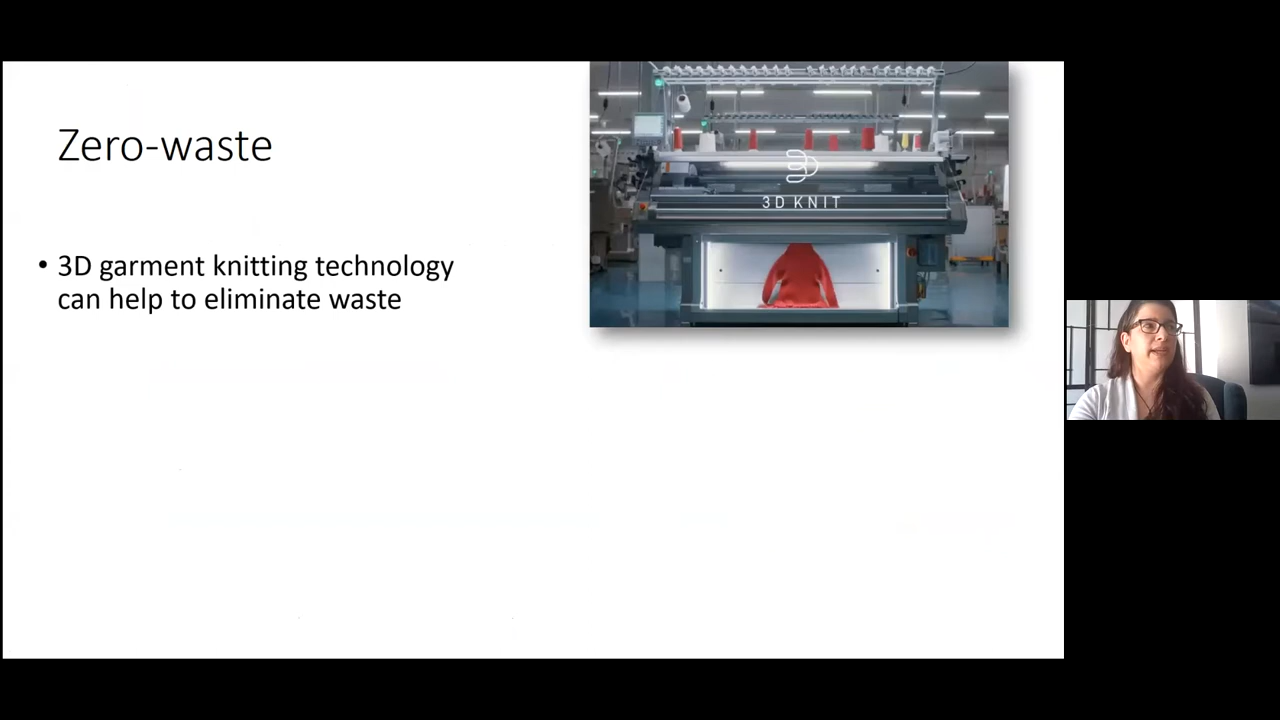 Zero-waste
• 3D garment knitting technology
can help to eliminate waste
3D KNIT